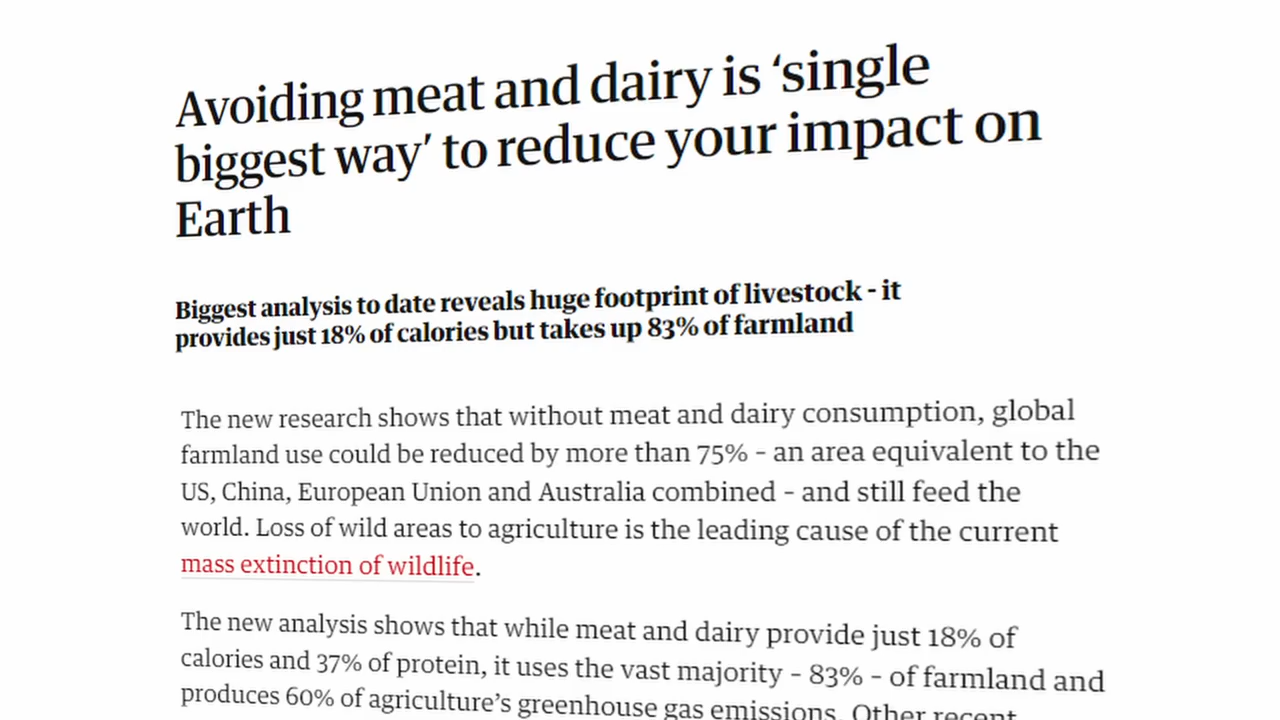 Avoiding meat and dairy is ‘single
biggest way’ to reduce your impact on
Earth
Biggest analysis to date reveals huge footprint of livestock - it
provides just 18% of calories but takes up 83% of farmland
The new research shows that without meat and dairy consumption, global
farmland use could be reduced by more than 75% – an area equivalent to the
US, China, European Union and Australia combined – and still feed the
world. Loss of wild areas to agriculture is the leading cause of the current
mass extinction of wildlife.
The new analysis shows that while meat and dairy provide just 18% of
calories and 37% of protein, it uses the vast majority – 83% – of farmland and
produces 60% of agriculture’s greenhouse gas emissions. Other recent